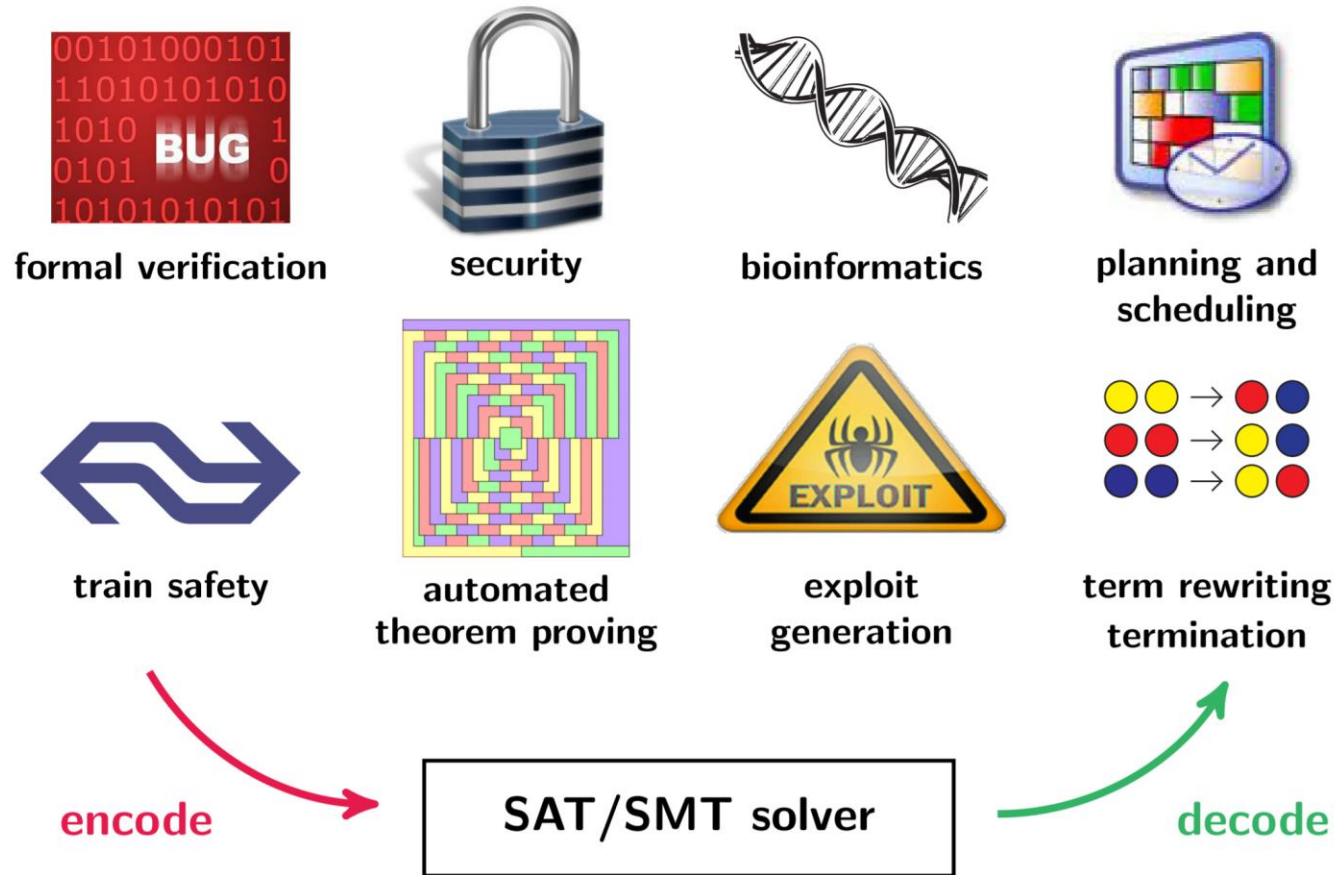 00101000101
11010101010
1010 BUG 1
0101 0
10101010101
formal verification
security
bioinformatics
planning and
scheduling
EXPLOIT
train safety
automated
theorem proving
exploit
generation
term rewriting
termination
encode
SAT/SMT solver
decode